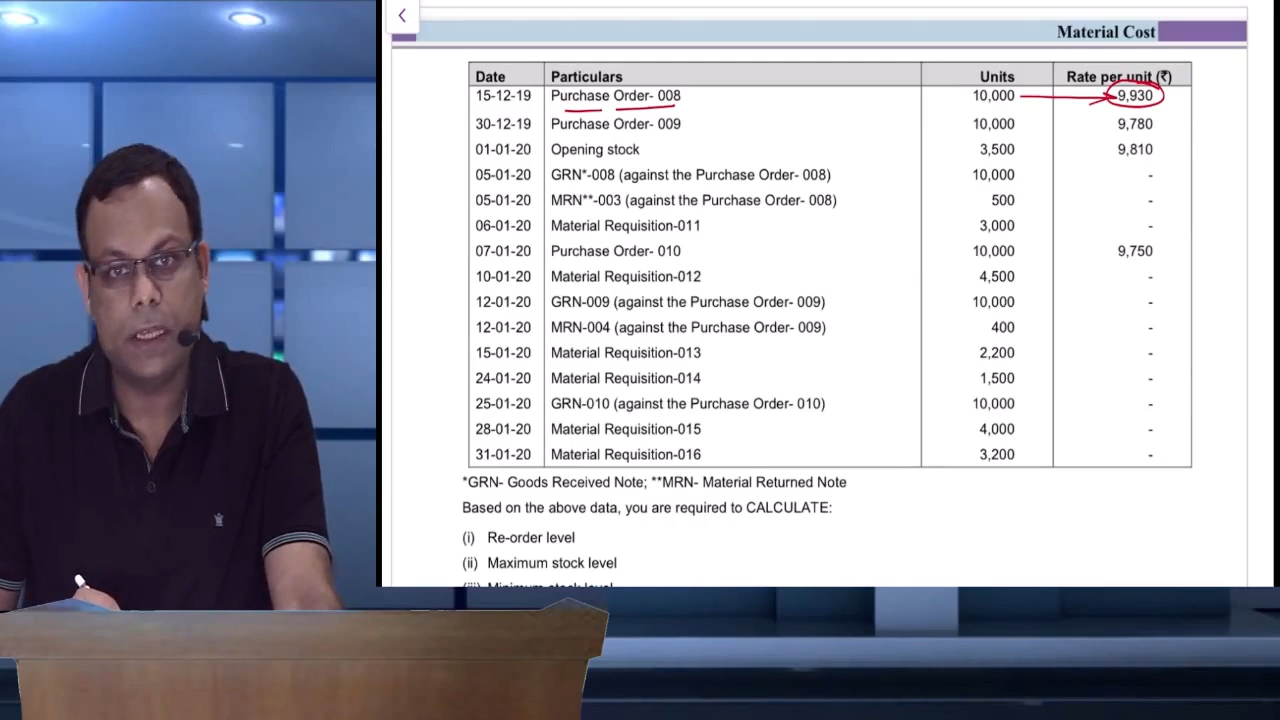 Material Cost
Date Particulars Units Rate per unit (₹)
15-12-19 Purchase Order- 008 10,000 9,930
30-12-19 Purchase Order- 009 10,000 9,780
01-01-20 Opening stock 3,500 9,810
05-01-20 GRN*-008 (against the Purchase Order- 008) 10,000 -
05-01-20 MRN**-003 (against the Purchase Order- 008) 500 -
06-01-20 Material Requisition-011 3,000 -
07-01-20 Purchase Order- 010 10,000 9,750
10-01-20 Material Requisition-012 4,500 -
12-01-20 GRN-009 (against the Purchase Order- 009) 10,000 -
12-01-20 MRN-004 (against the Purchase Order- 009) 400 -
15-01-20 Material Requisition-013 2,200 -
24-01-20 Material Requisition-014 1,500 -
25-01-20 GRN-010 (against the Purchase Order- 010) 10,000 -
28-01-20 Material Requisition-015 4,000 -
31-01-20 Material Requisition-016 3,200 -
*GRN- Goods Received Note; **MRN- Material Returned Note
Based on the above data, you are required to CALCULATE:
(i) Re-order level
(ii) Maximum stock level
(iii) Minimum stock level